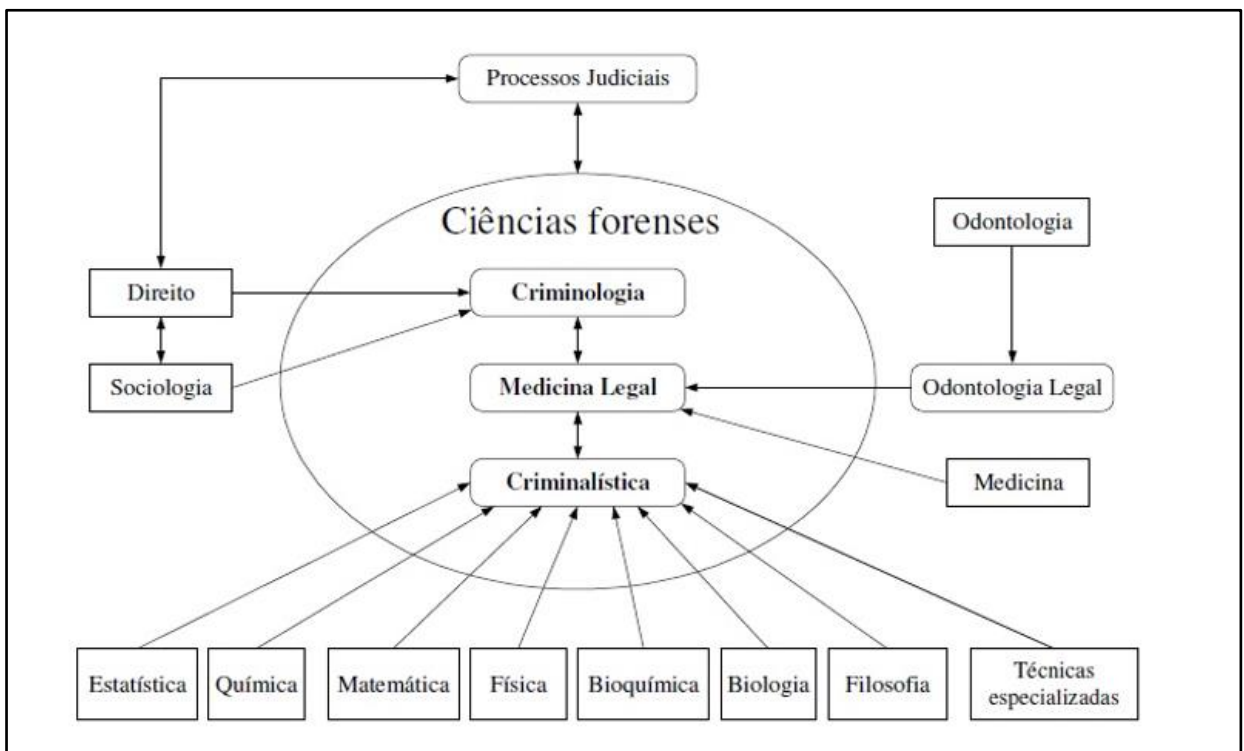 Processos Judiciais
Ciências forenses
Odontologia
Direito
Criminologia
Sociologia
Medicina Legal
Odontologia Legal
Criminalística
Medicina
Estatística
Química
Matemática
Física
Bioquímica
Biologia
Filosofia
Técnicas
especializadas